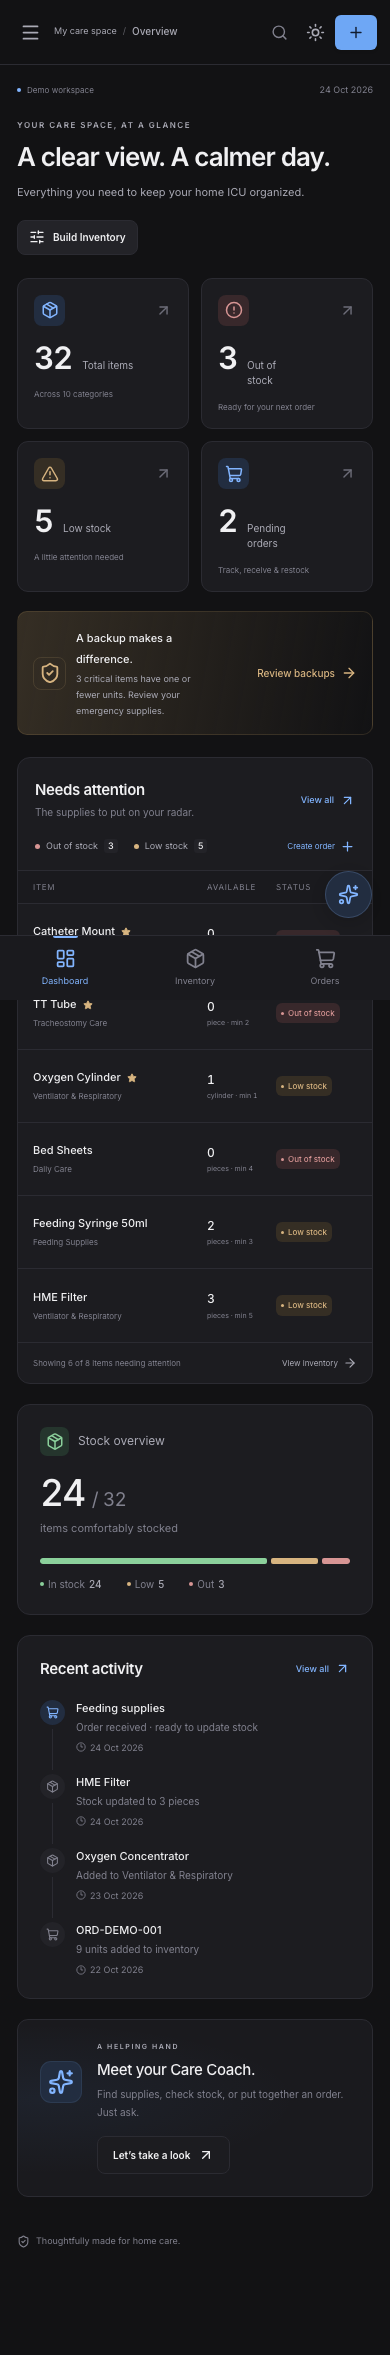 My care space / Overview
Demo workspace
24 Oct 2026
YOUR CARE SPACE, AT A GLANCE
A clear view. A calmer day.
Everything you need to keep your home ICU organized.
Build Inventory
32 Total items
Across 10 categories
3 Out of
stock
Ready for your next order
5 Low stock
A little attention needed
2 Pending
orders
Track, receive & restock
A backup makes a
difference.
3 critical items have one or
fewer units. Review your
emergency supplies.
Review backups
Needs attention
The supplies to put on your radar.
View all
Out of stock 3 Low stock 5
Create order
ITEM AVAILABLE STATUS
Catheter Mount 0
Dashboard Inventory Orders
TT Tube 0 Out of stock
Tracheostomy Care piece · min 2
Oxygen Cylinder 1 Low stock
Ventilator & Respiratory cylinder · min 1
Bed Sheets 0 Out of stock
Daily Care pieces · min 4
Feeding Syringe 50ml 2 Low stock
Feeding Supplies pieces · min 3
HME Filter 3 Low stock
Ventilator & Respiratory pieces · min 5
Showing 6 of 8 items needing attention
View inventory
Stock overview
24 / 32
items comfortably stocked
In stock 24 Low 5 Out 3
Recent activity
View all
Feeding supplies
Order received · ready to update stock
24 Oct 2026
HME Filter
Stock updated to 3 pieces
24 Oct 2026
Oxygen Concentrator
Added to Ventilator & Respiratory
23 Oct 2026
ORD-DEMO-001
9 units added to inventory
22 Oct 2026
A HELPING HAND
Meet your Care Coach.
Find supplies, check stock, or put together an order.
Just ask.
Let's take a look
Thoughtfully made for home care.